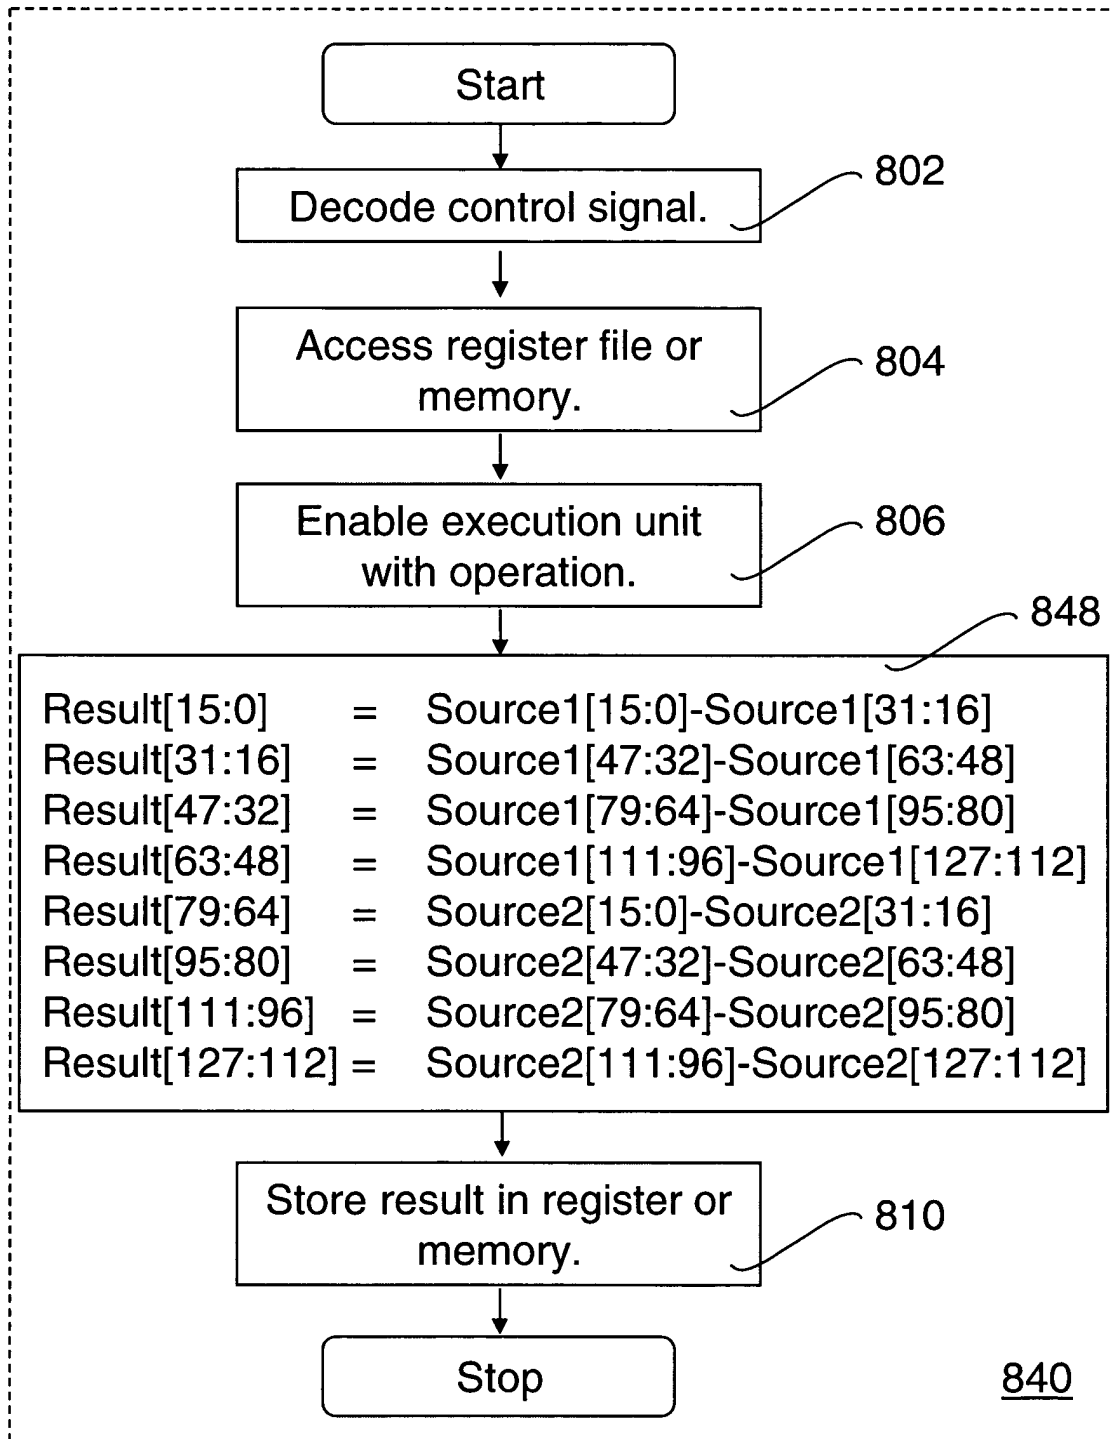 Start
802
Decode control signal.
804
Access register file or
memory.
806
Enable execution unit
with operation.
848
Result[15:0] = Source1[15:0]-Source1[31:16]
Result[31:16] = Source1[47:32]-Source1[63:48]
Result[47:32] = Source1[79:64]-Source1[95:80]
Result[63:48] = Source1[111:96]-Source1[127:112]
Result[79:64] = Source2[15:0]-Source2[31:16]
Result[95:80] = Source2[47:32]-Source2[63:48]
Result[111:96] = Source2[79:64]-Source2[95:80]
Result[127:112] = Source2[111:96]-Source2[127:112]
Store result in register or
memory.
810
Stop
840